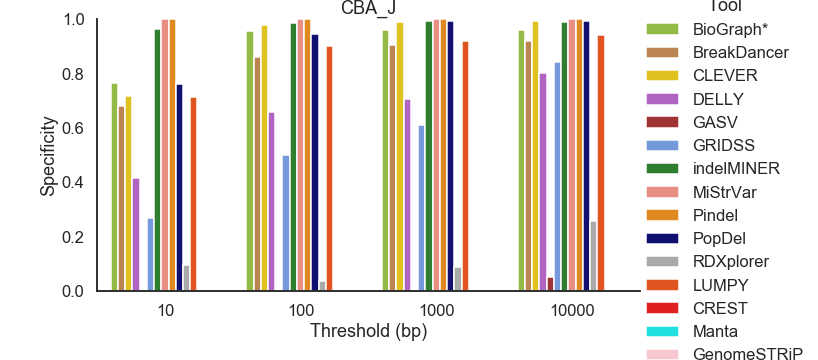 CBA_J
Tool
1.0
0.8
0.6
0.4
0.2
0.0
Specificity
10
100
1000
10000
Threshold (bp)
BioGraph*
BreakDancer
CLEVER
DELLY
GASV
GRIDSS
indelMINER
MiStrVar
Pindel
PopDel
RDXplorer
LUMPY
CREST
Manta
GenomeSTRiP